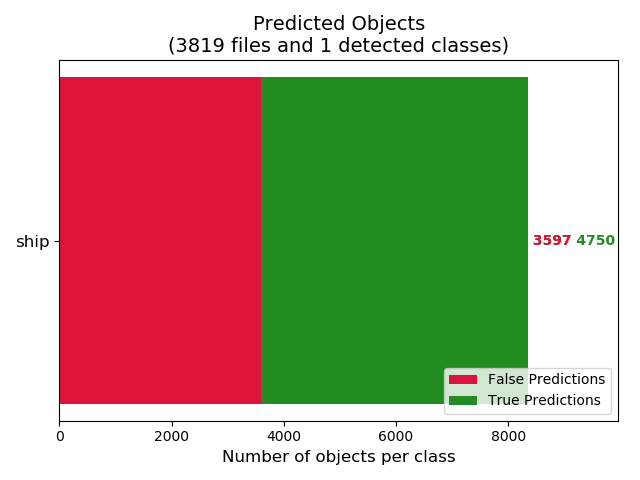 Predicted Objects
(3819 files and 1 detected classes)
ship
3597 4750
False Predictions
True Predictions
0 2000 4000 6000 8000
Number of objects per class